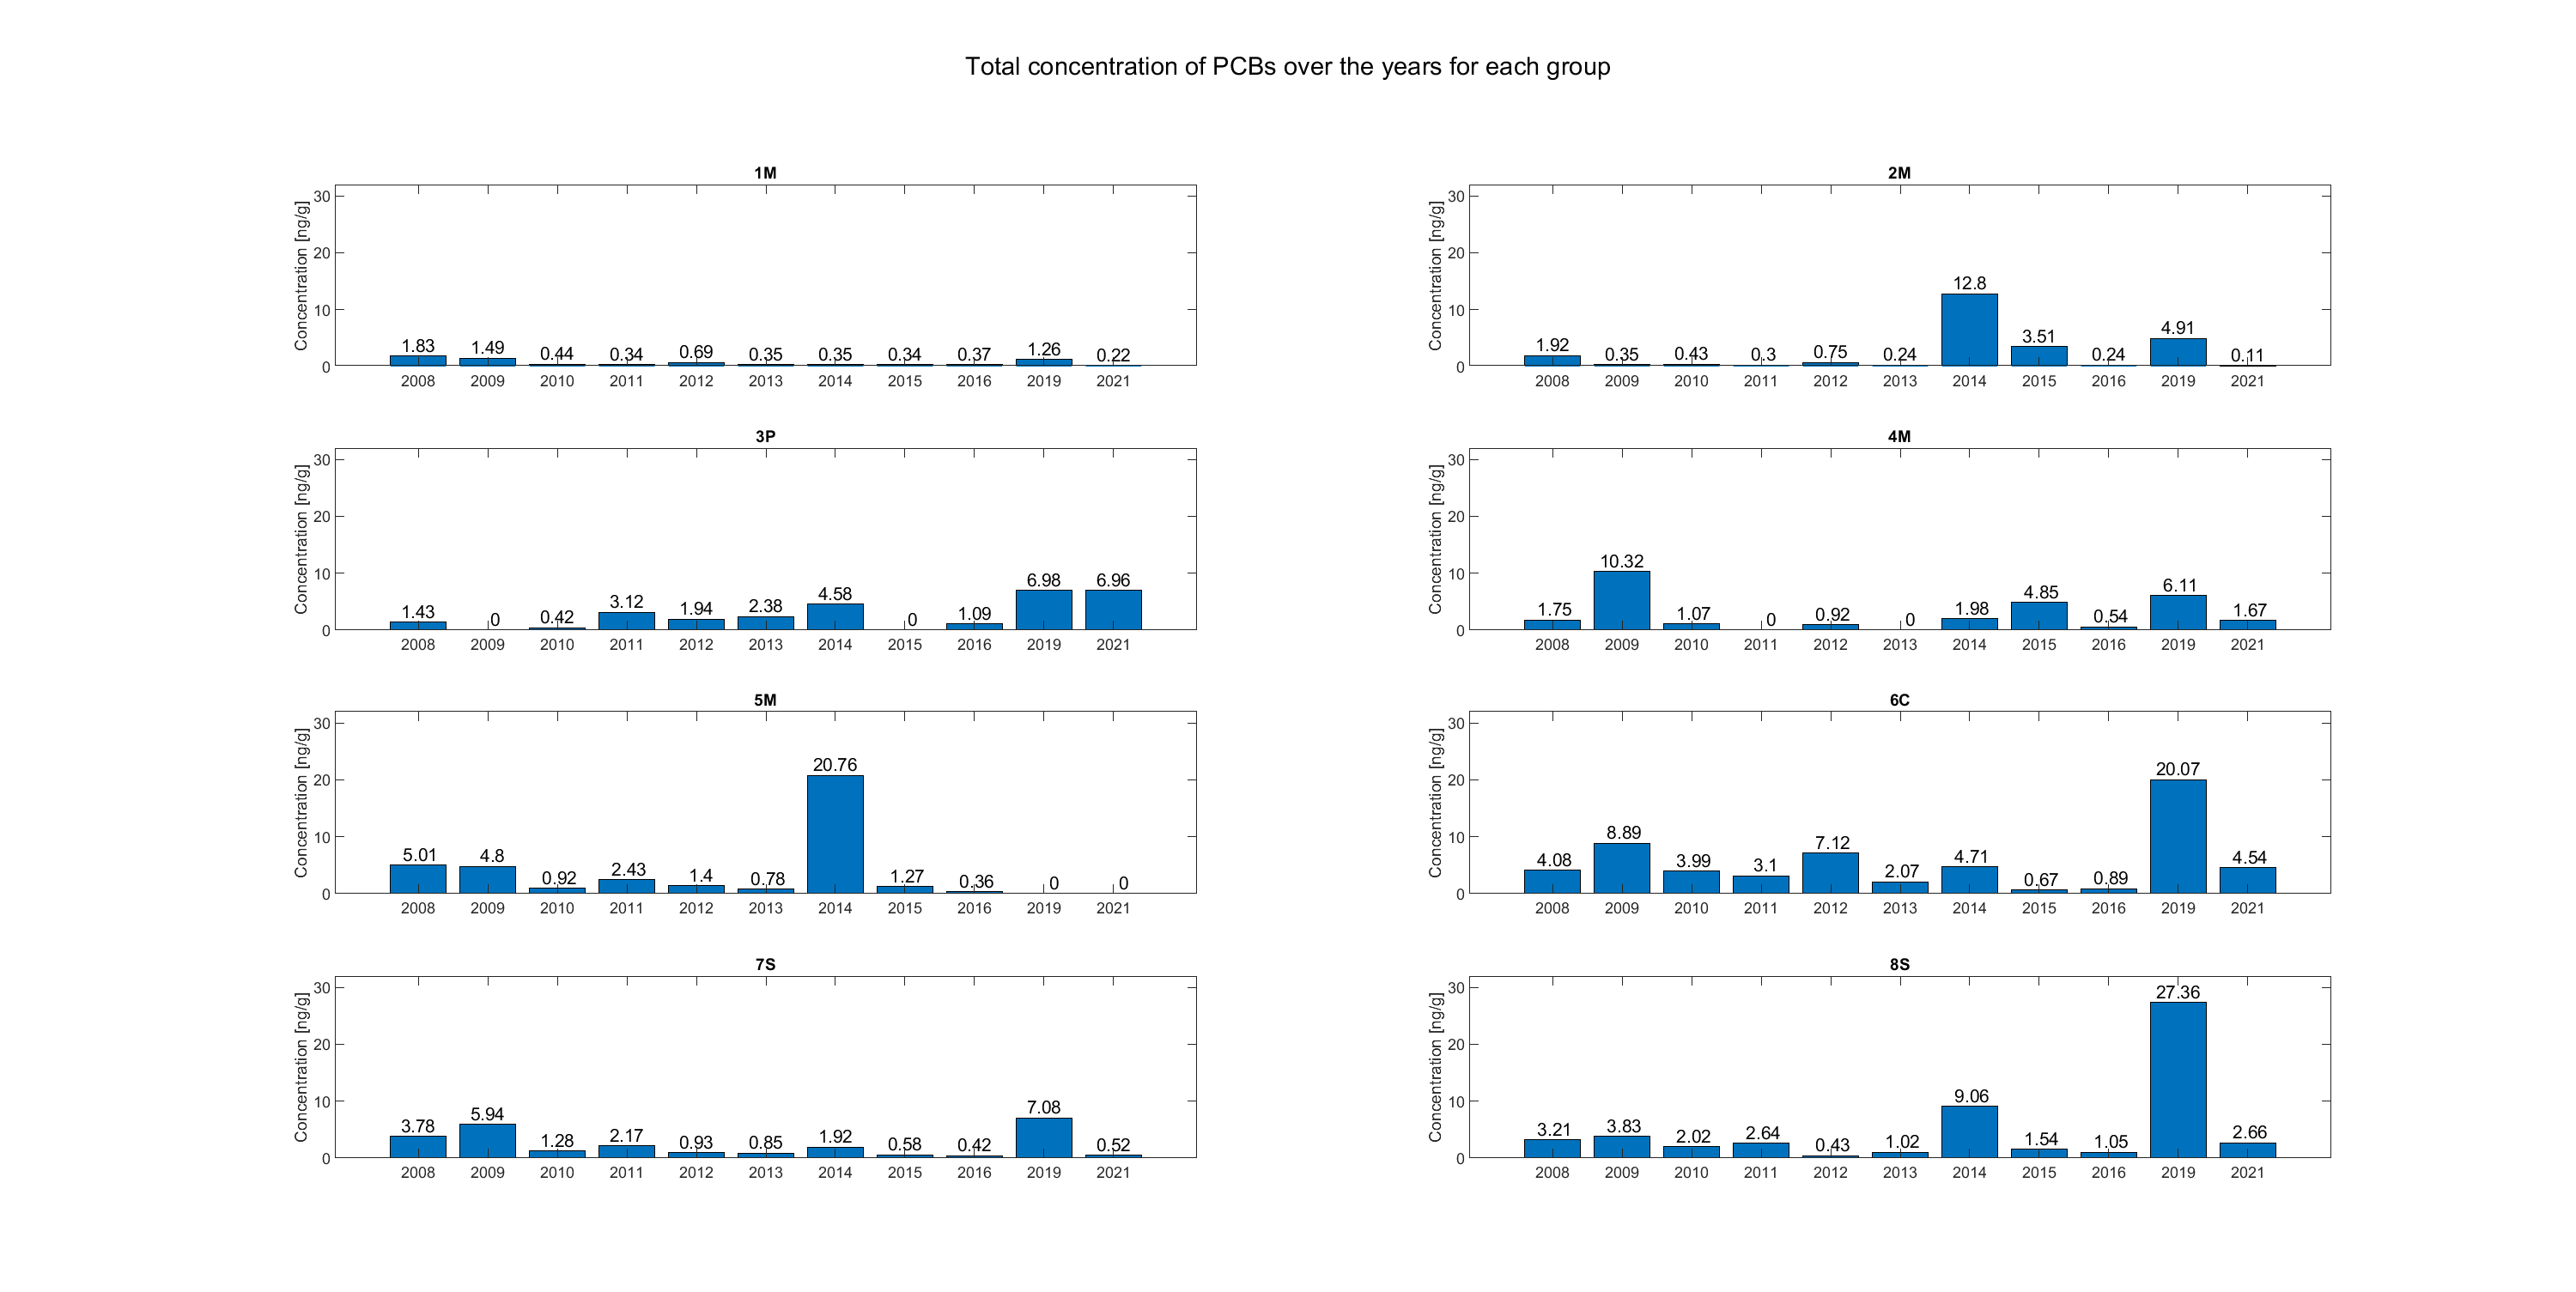 Total concentration of PCBs over the years for each group
1M
Concentration [ng/g]
30
20
10
0
1.83 1.49 0.44 0.34 0.69 0.35 0.35 0.34 0.37 1.26 0.22
2008 2009 2010 2011 2012 2013 2014 2015 2016 2019 2021
2M
Concentration [ng/g]
30
20
10
0
1.92 0.35 0.43 0.3 0.75 0.24 12.8 3.51 0.24 4.91 0.11
2008 2009 2010 2011 2012 2013 2014 2015 2016 2019 2021
3P
Concentration [ng/g]
30
20
10
0
1.43 0 0.42 3.12 1.94 2.38 4.58 0 1.09 6.98 6.96
2008 2009 2010 2011 2012 2013 2014 2015 2016 2019 2021
4M
Concentration [ng/g]
30
20
10
0
1.75 10.32 1.07 0 0.92 0 1.98 4.85 0.54 6.11 1.67
2008 2009 2010 2011 2012 2013 2014 2015 2016 2019 2021
5M
Concentration [ng/g]
30
20
10
0
5.01 4.8 0.92 2.43 1.4 0.78 20.76 1.27 0.36 0 0
2008 2009 2010 2011 2012 2013 2014 2015 2016 2019 2021
6C
Concentration [ng/g]
30
20
10
0
4.08 8.89 3.99 3.1 7.12 2.07 4.71 0.67 0.89 20.07 4.54
2008 2009 2010 2011 2012 2013 2014 2015 2016 2019 2021
7S
Concentration [ng/g]
30
20
10
0
3.78 5.94 1.28 2.17 0.93 0.85 1.92 0.58 0.42 7.08 0.52
2008 2009 2010 2011 2012 2013 2014 2015 2016 2019 2021
8S
Concentration [ng/g]
30
20
10
0
3.21 3.83 2.02 2.64 0.43 1.02 9.06 1.54 1.05 27.36 2.66
2008 2009 2010 2011 2012 2013 2014 2015 2016 2019 2021